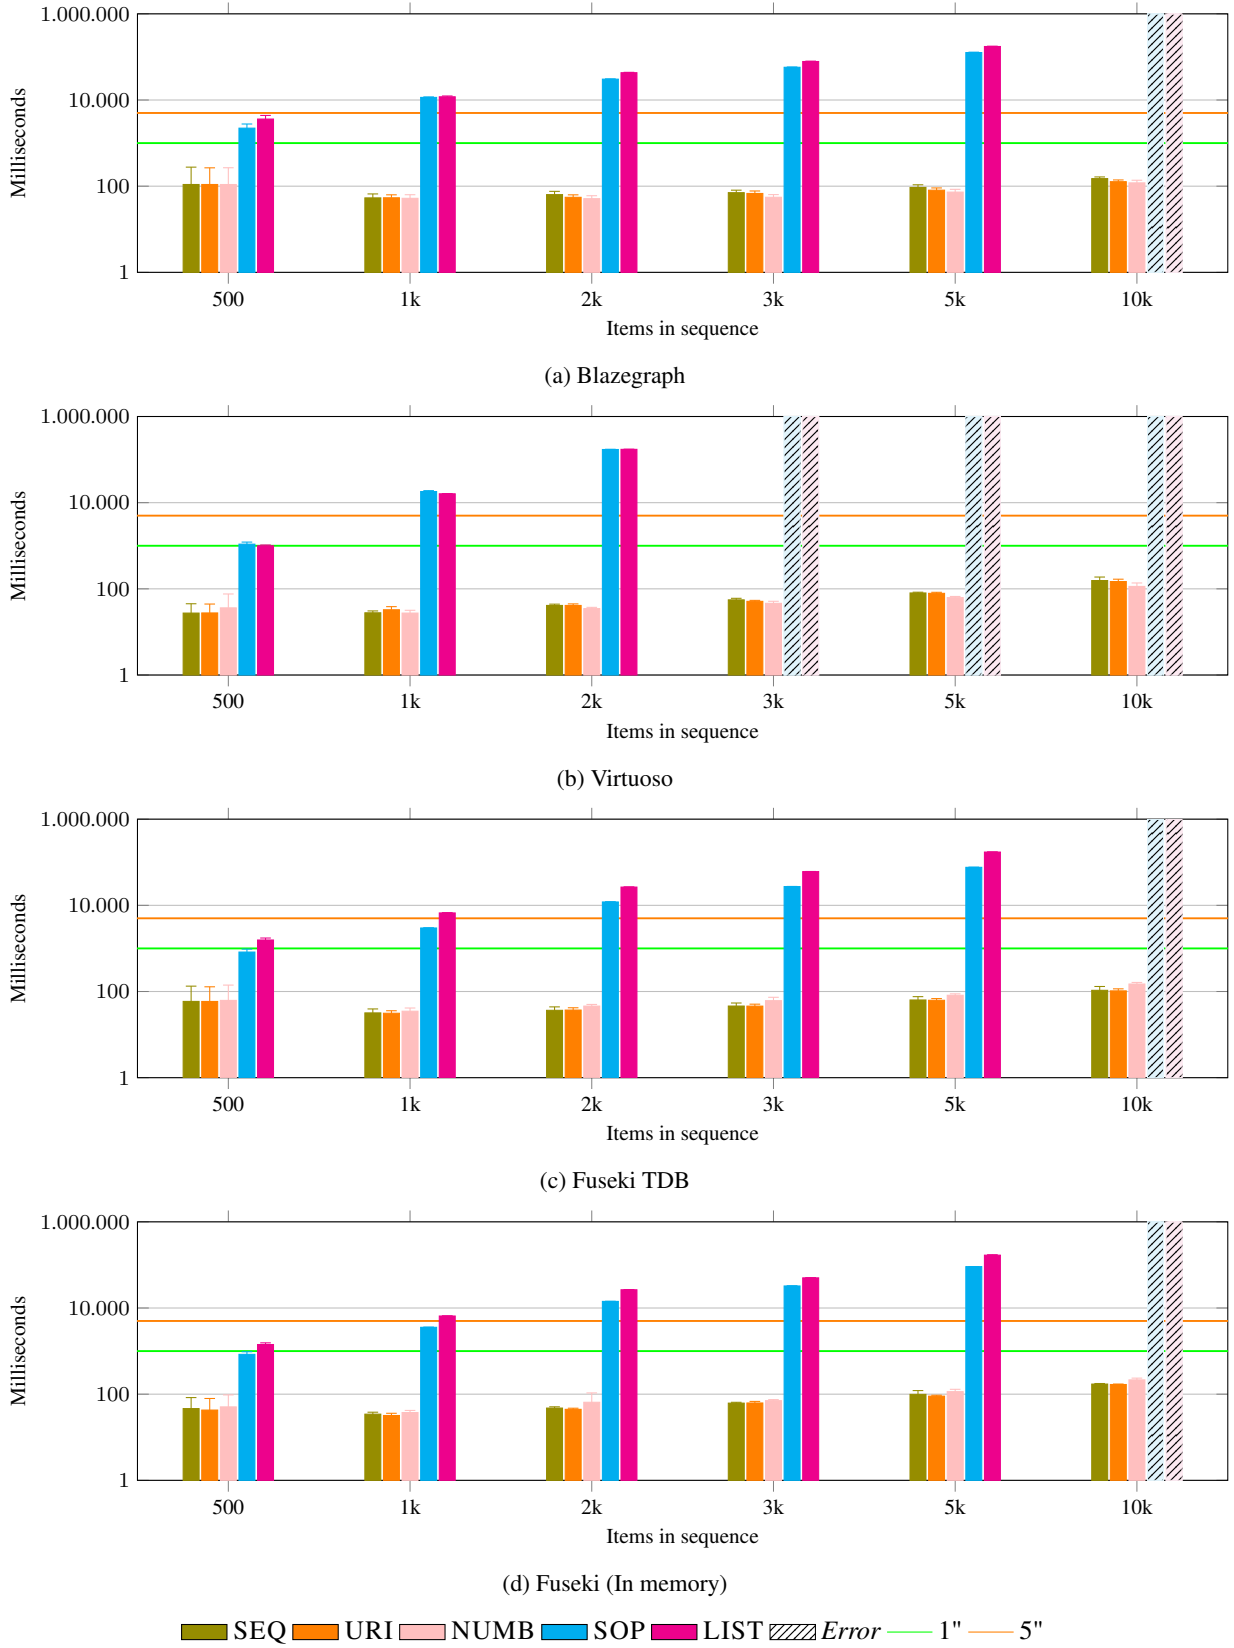 1.000.000
10.000
100
1
Milliseconds
500 1k 2k 3k 5k 10k
Items in sequence
(a) Blazegraph
1.000.000
10.000
100
1
Milliseconds
500 1k 2k 3k 5k 10k
Items in sequence
(b) Virtuoso
1.000.000
10.000
100
1
Milliseconds
500 1k 2k 3k 5k 10k
Items in sequence
(c) Fuseki TDB
1.000.000
10.000
100
1
Milliseconds
500 1k 2k 3k 5k 10k
Items in sequence
(d) Fuseki (In memory)
SEQ URI NUMB SOP LIST Error 1" 5"